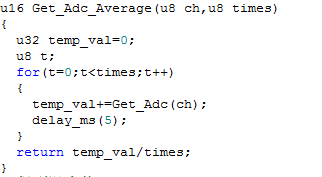 u16 Get_Adc_Average(u8 ch,u8 times)
{
u32 temp_val=0;
u8 t;
for(t=0;t<times;t++)
{
temp_val+=Get_Adc(ch);
delay_ms(5);
}
return temp_val/times;
}